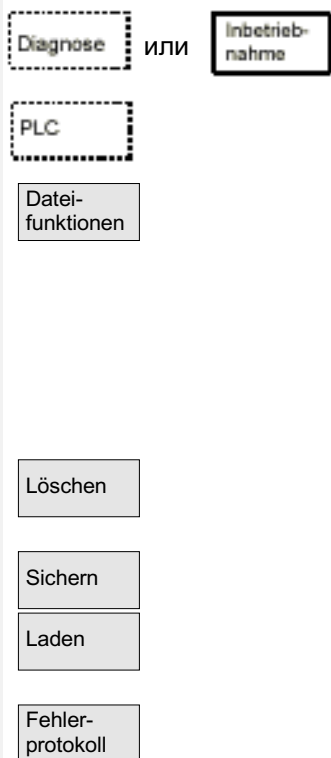 Diagnose или Inbetrieb-
nahme
PLC
Datei-
funktionen
Löschen
Sichern
Laden
Fehler-
protokoll